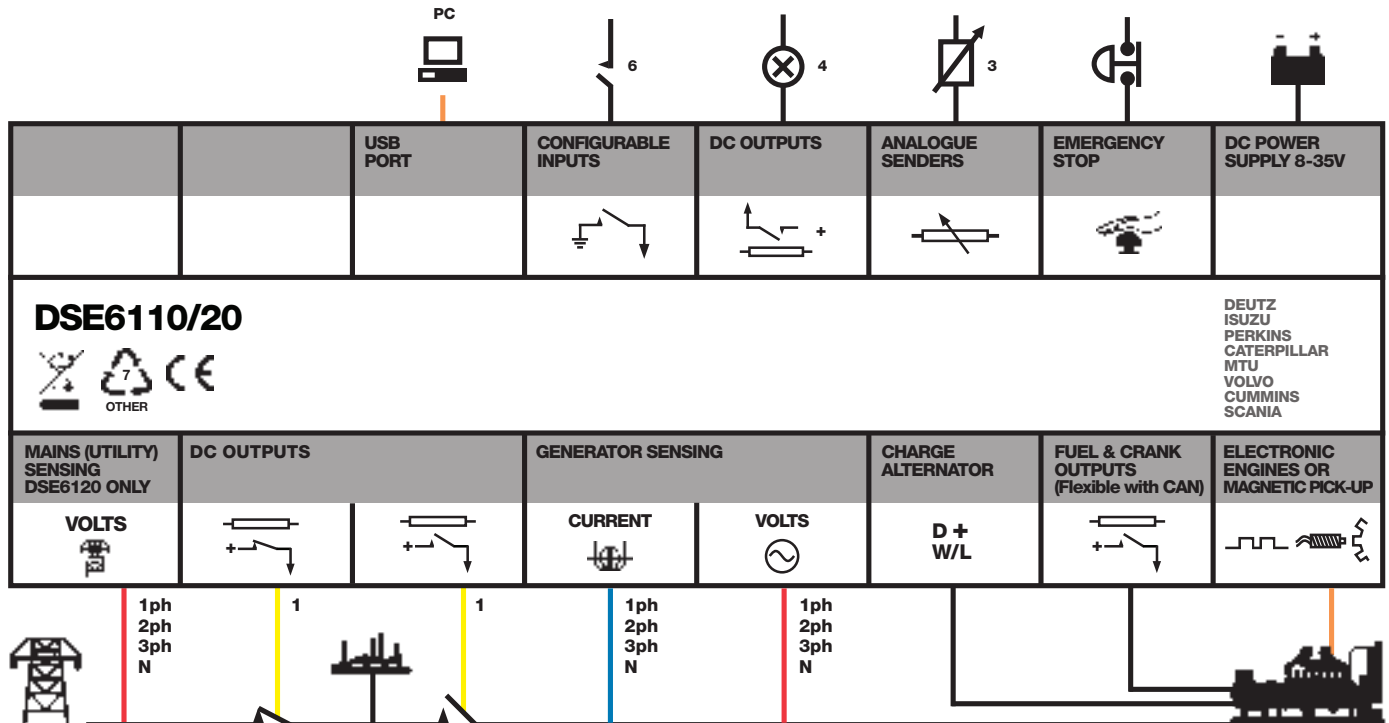 PC
6
4
3
- +
USB
PORT
CONFIGURABLE
INPUTS
DC OUTPUTS
ANALOGUE
SENDERS
EMERGENCY
STOP
DC POWER
SUPPLY 8-35V
+
DSE6110/20
7
OTHER
CE
DEUTZ
ISUZU
PERKINS
CATERPILLAR
MTU
VOLVO
CUMMINS
SCANIA
MAINS (UTILITY)
SENSING
DSE6120 ONLY
VOLTS
DC OUTPUTS
+
+
GENERATOR SENSING
CURRENT
VOLTS
CHARGE
ALTERNATOR
D +
W/L
FUEL & CRANK
OUTPUTS
(Flexible with CAN)
+
ELECTRONIC
ENGINES OR
MAGNETIC PICK-UP
1ph
2ph
3ph
N
1
1
1ph
2ph
3ph
N
1ph
2ph
3ph
N